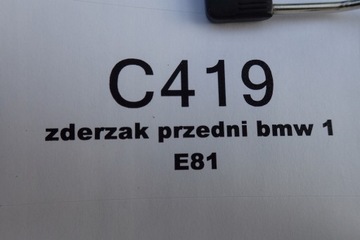 C419
zderzak przedni bmw 1
E81